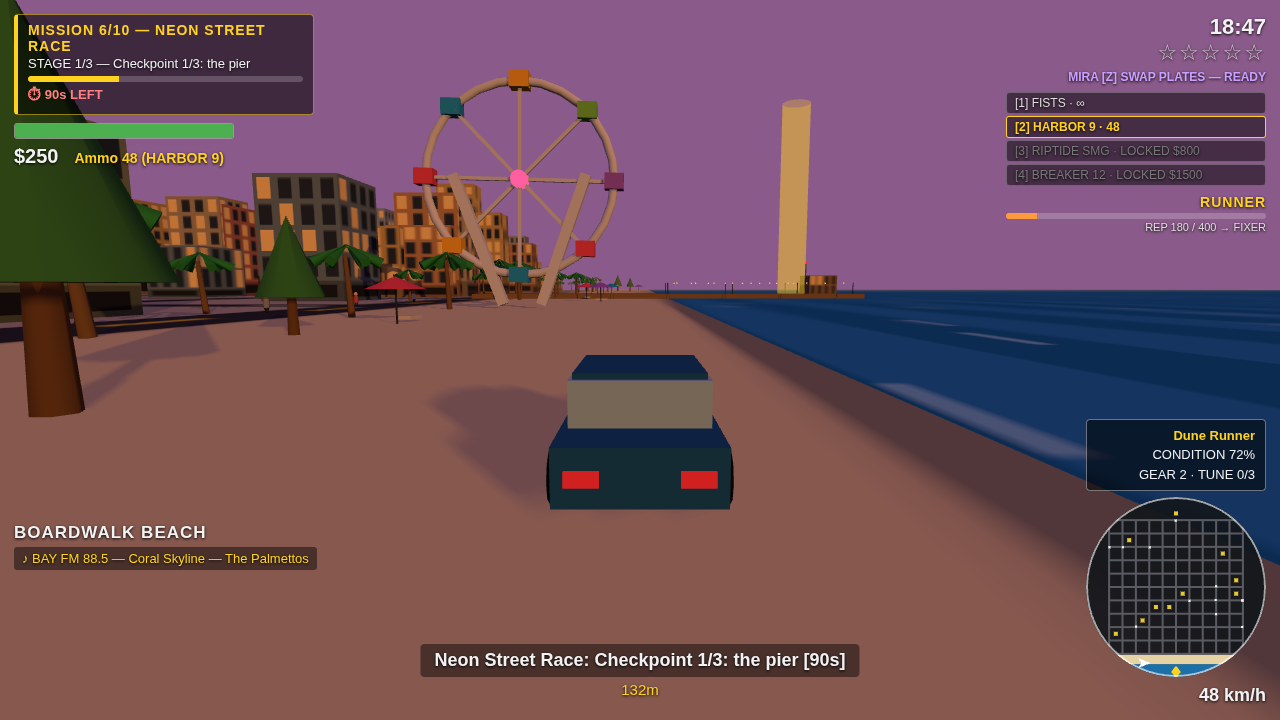 MISSION 6/10 — NEON STREET
RACE
STAGE 1/3 — Checkpoint 1/3: the pier
⏱ 90s LEFT
$250 Ammo 48 (HARBOR 9)
18:47
☆☆☆☆☆
MIRA [Z] SWAP PLATES — READY
[1] FISTS · ∞
[2] HARBOR 9 · 48
[3] RIPTIDE SMG · LOCKED $800
[4] BREAKER 12 · LOCKED $1500
RUNNER
REP 180 / 400 → FIXER
Dune Runner
CONDITION 72%
GEAR 2 · TUNE 0/3
BOARDWALK BEACH
♪ BAY FM 88.5 — Coral Skyline — The Palmettos
Neon Street Race: Checkpoint 1/3: the pier [90s]
132m
48 km/h